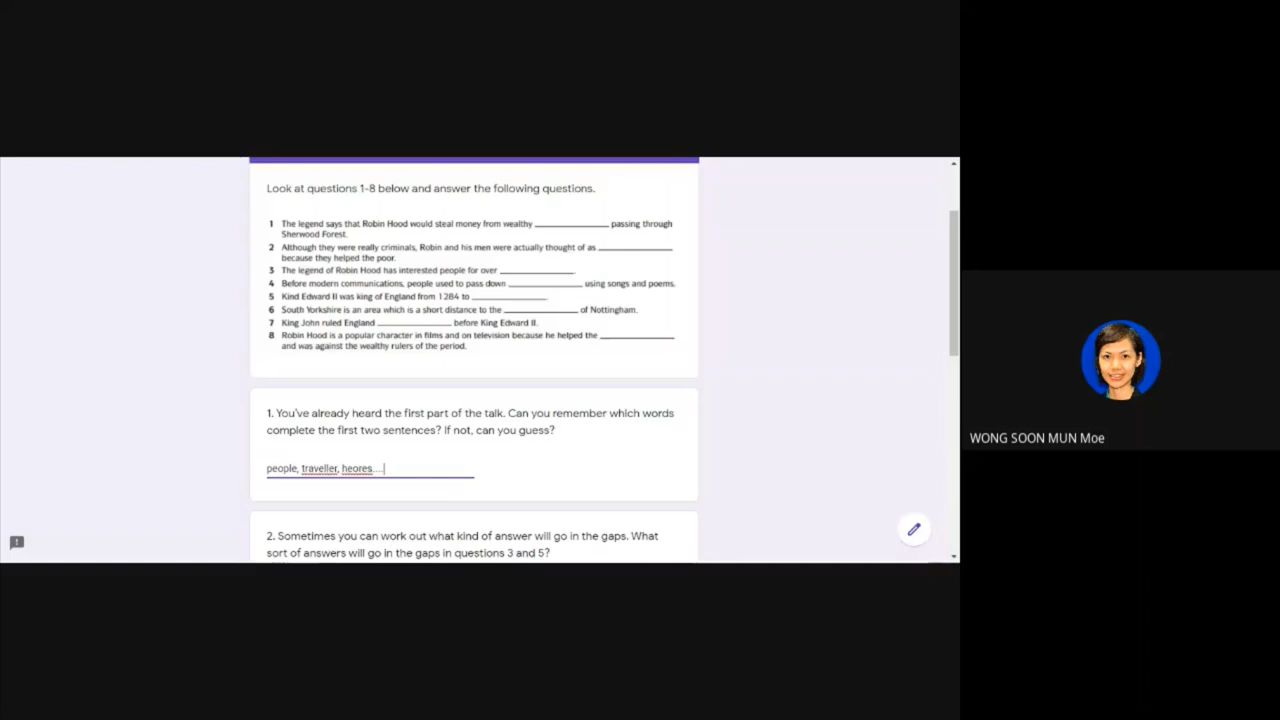 Look at questions 1-8 below and answer the following questions.
1 The legend says that Robin Hood would steal money from wealthy ____________ passing through
Sherwood Forest.
2 Although they were really criminals, Robin and his men were actually thought of as ____________
because they helped the poor.
3 The legend of Robin Hood has interested people for over ____________.
4 Before modern communications, people used to pass down ____________ using songs and poems.
5 Kind Edward II was king of England from 1284 to ____________.
6 South Yorkshire is an area which is a short distance to the ____________ of Nottingham.
7 King John ruled England ____________ before King Edward II.
8 Robin Hood is a popular character in films and on television because he helped the ____________
and was against the wealthy rulers of the period.
1. You've already heard the first part of the talk. Can you remember which words
complete the first two sentences? If not, can you guess?
people, traveller, heores....
2. Sometimes you can work out what kind of answer will go in the gaps. What
sort of answers will go in the gaps in questions 3 and 5?
WONG SOON MUN Moe